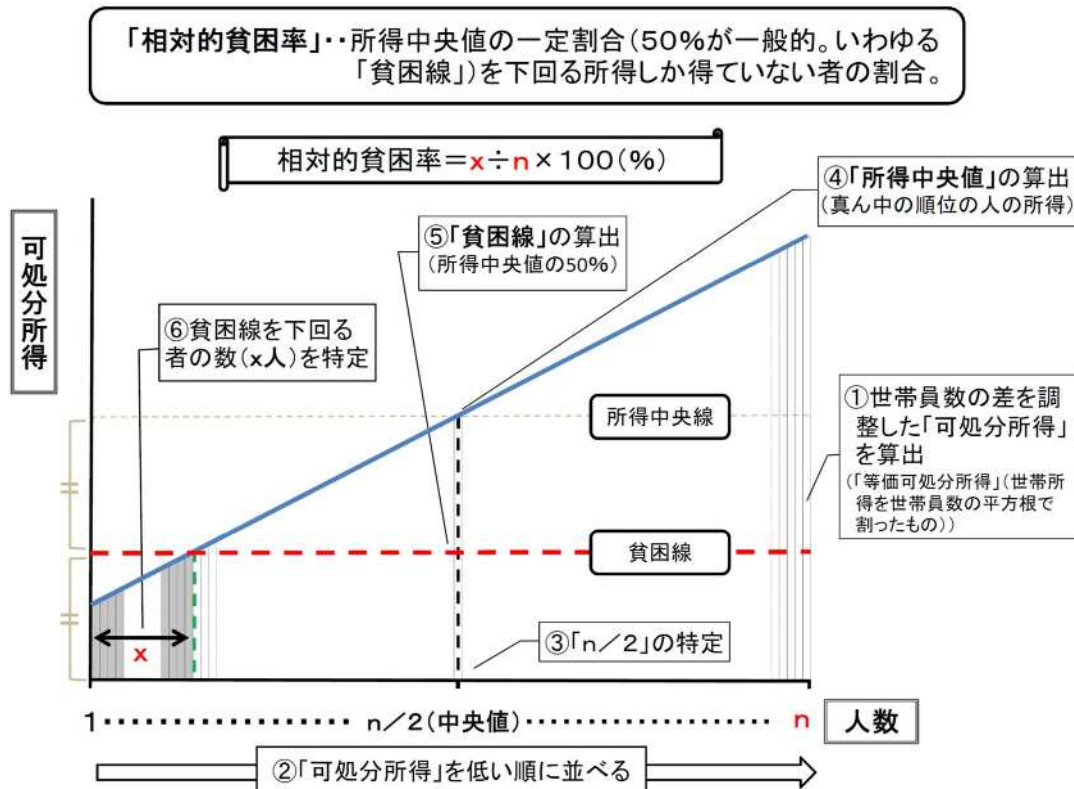 「相対的貧困率」・・所得中央値の一定割合(50%が一般的。いわゆる
「貧困線」)を下回る所得しか得ていない者の割合。
相対的貧困率=x÷n×100(%)
④「所得中央値」の算出
(真ん中の順位の人の所得)
⑤「貧困線」の算出
(所得中央値の50%)
可処分所得
⑥貧困線を下回る
者の数(x人)を特定
所得中央線
①世帯員数の差を調
整した「可処分所得」
を算出
(「等価可処分所得」(世帯所
得を世帯員数の平方根で
割ったもの))
貧困線
③「n/2」の特定
x
1 ・・・・・・・・・・・・・・・・ n/2(中央値)・・・・・・・・・・・・・・・・ n 人数
②「可処分所得」を低い順に並べる